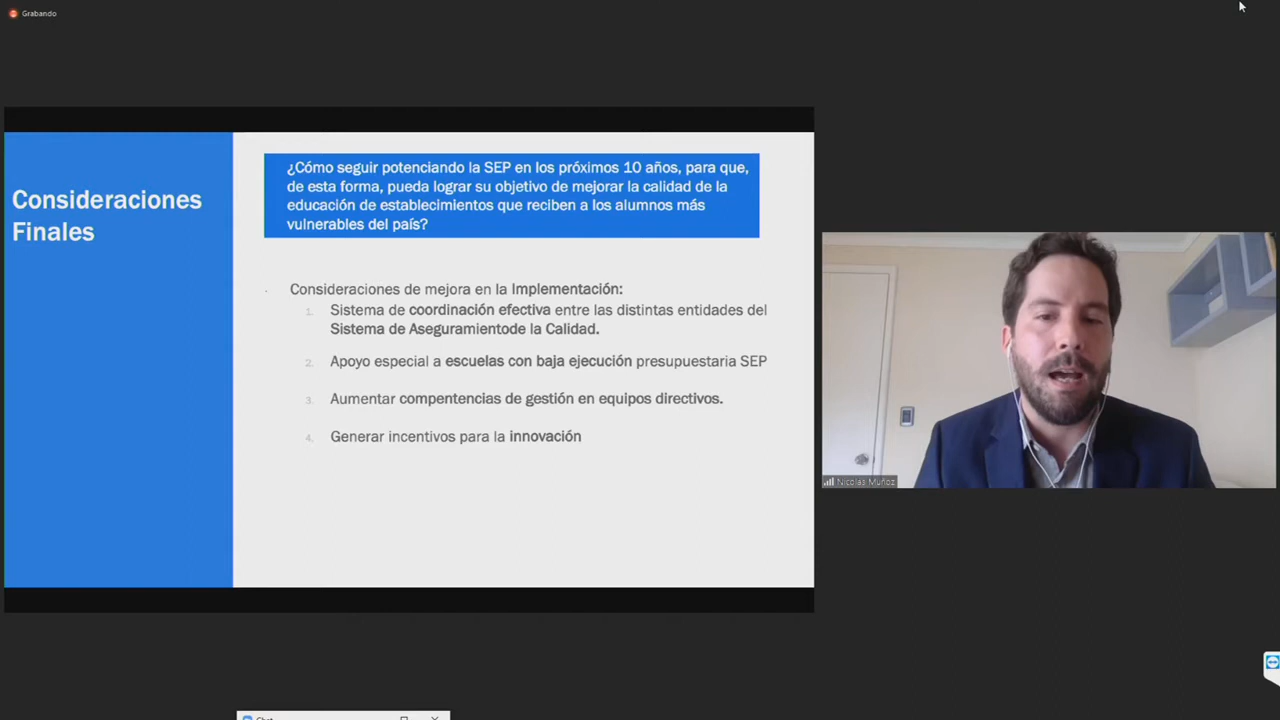 Grabando
Consideraciones
Finales
¿Cómo seguir potenciando la SEP en los próximos 10 años, para que,
de esta forma, pueda lograr su objetivo de mejorar la calidad de la
educación de establecimientos que reciben a los alumnos más
vulnerables del país?
Consideraciones de mejora en la Implementación:
1. Sistema de coordinación efectiva entre las distintas entidades del
Sistema de Aseguramientode la Calidad.
2. Apoyo especial a escuelas con baja ejecución presupuestaria SEP
3. Aumentar compentencias de gestión en equipos directivos.
4. Generar incentivos para la innovación
Nicolás Muñoz